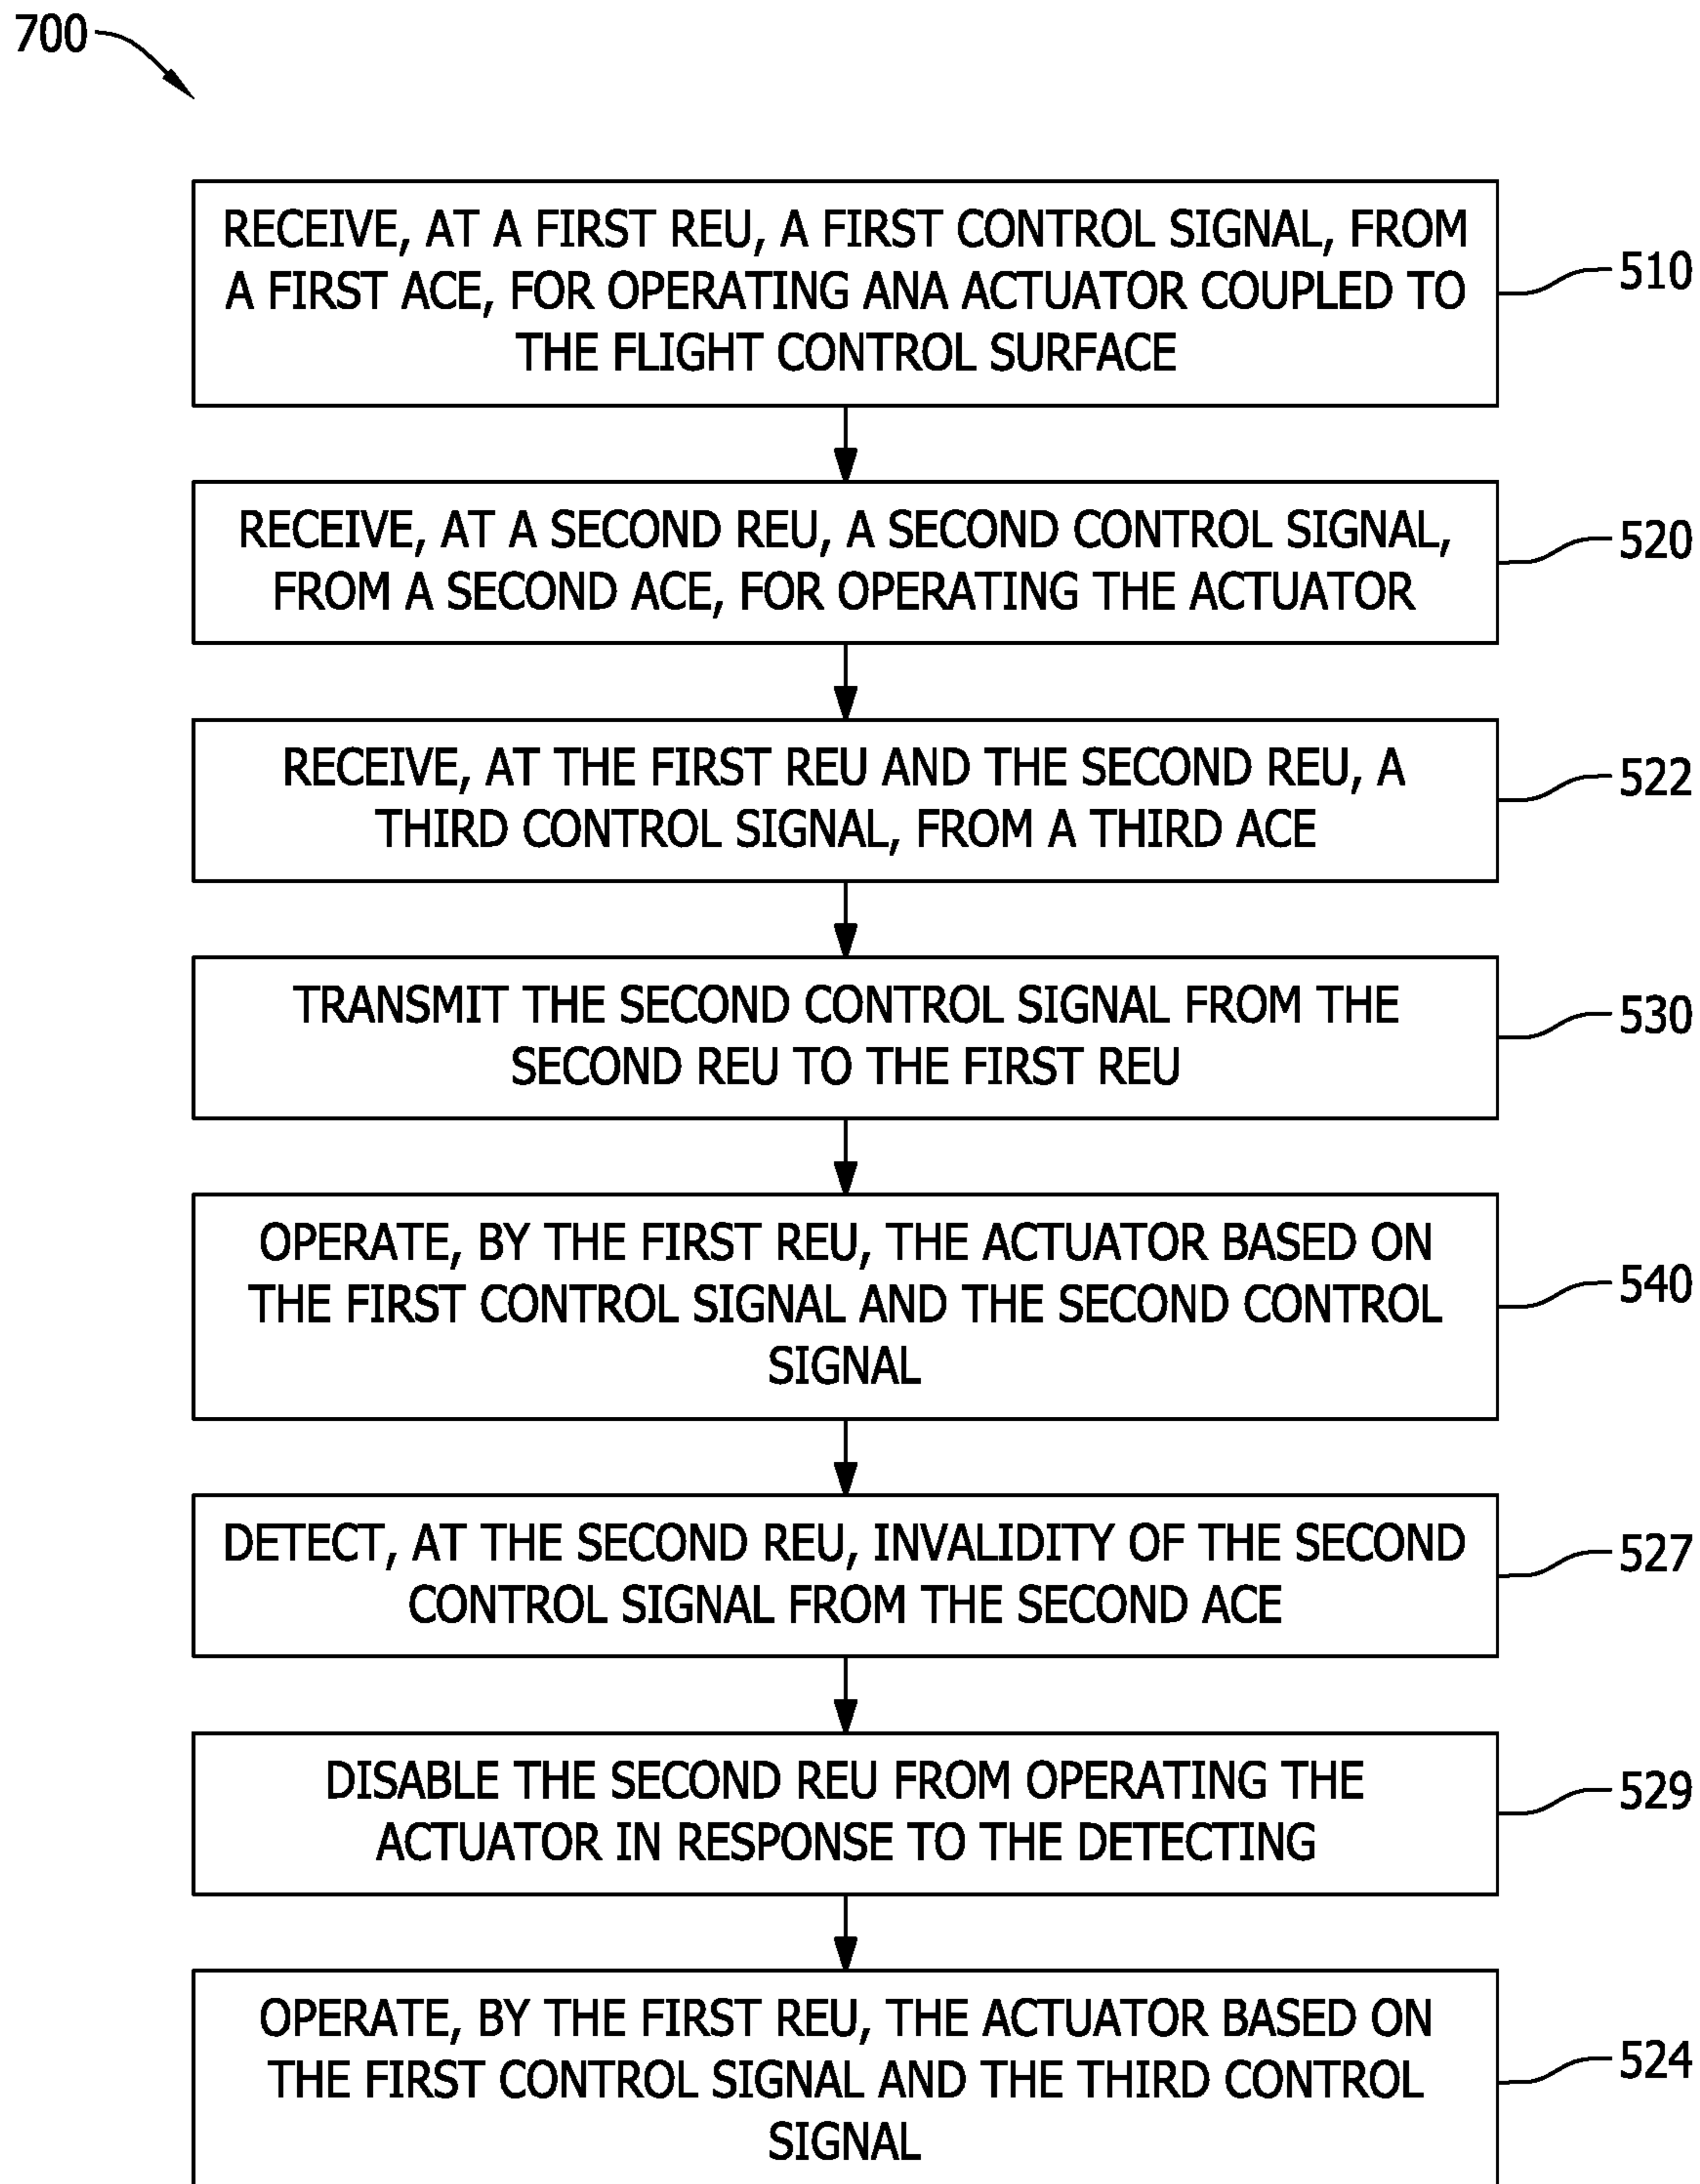 700
RECEIVE, AT A FIRST REU, A FIRST CONTROL SIGNAL, FROM
A FIRST ACE, FOR OPERATING ANA ACTUATOR COUPLED TO
THE FLIGHT CONTROL SURFACE
510
RECEIVE, AT A SECOND REU, A SECOND CONTROL SIGNAL,
FROM A SECOND ACE, FOR OPERATING THE ACTUATOR
520
RECEIVE, AT THE FIRST REU AND THE SECOND REU, A
THIRD CONTROL SIGNAL, FROM A THIRD ACE
522
TRANSMIT THE SECOND CONTROL SIGNAL FROM THE
SECOND REU TO THE FIRST REU
530
OPERATE, BY THE FIRST REU, THE ACTUATOR BASED ON
THE FIRST CONTROL SIGNAL AND THE SECOND CONTROL
SIGNAL
540
DETECT, AT THE SECOND REU, INVALIDITY OF THE SECOND
CONTROL SIGNAL FROM THE SECOND ACE
527
DISABLE THE SECOND REU FROM OPERATING THE
ACTUATOR IN RESPONSE TO THE DETECTING
529
OPERATE, BY THE FIRST REU, THE ACTUATOR BASED ON
THE FIRST CONTROL SIGNAL AND THE THIRD CONTROL
SIGNAL
524